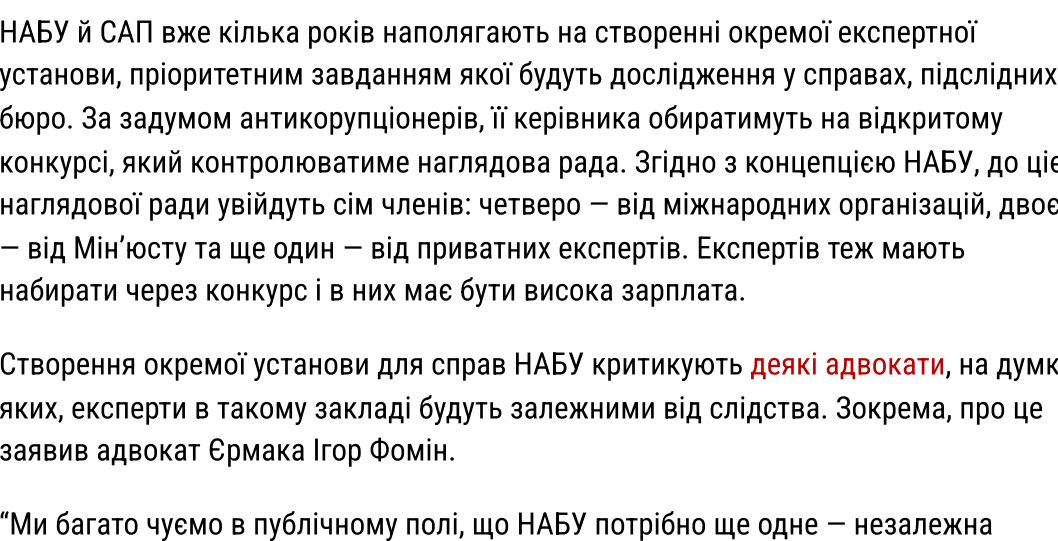 НАБУ й САП вже кілька років наполягають на створенні окремої експертної
установи, пріоритетним завданням якої будуть дослідження у справах, підслідних
бюро. За задумом антикорупціонерів, її керівника обиратимуть на відкритому
конкурсі, який контролюватиме наглядова рада. Згідно з концепцією НАБУ, до ціє
наглядової ради увійдуть сім членів: четверо — від міжнародних організацій, двоє
— від Мін’юсту та ще один — від приватних експертів. Експертів теж мають
набирати через конкурс і в них має бути висока зарплата.
Створення окремої установи для справ НАБУ критикують деякі адвокати, на думк
яких, експерти в такому закладі будуть залежними від слідства. Зокрема, про це
заявив адвокат Єрмака Ігор Фомін.
“Ми багато чуємо в публічному полі, що НАБУ потрібно ще одне — незалежна